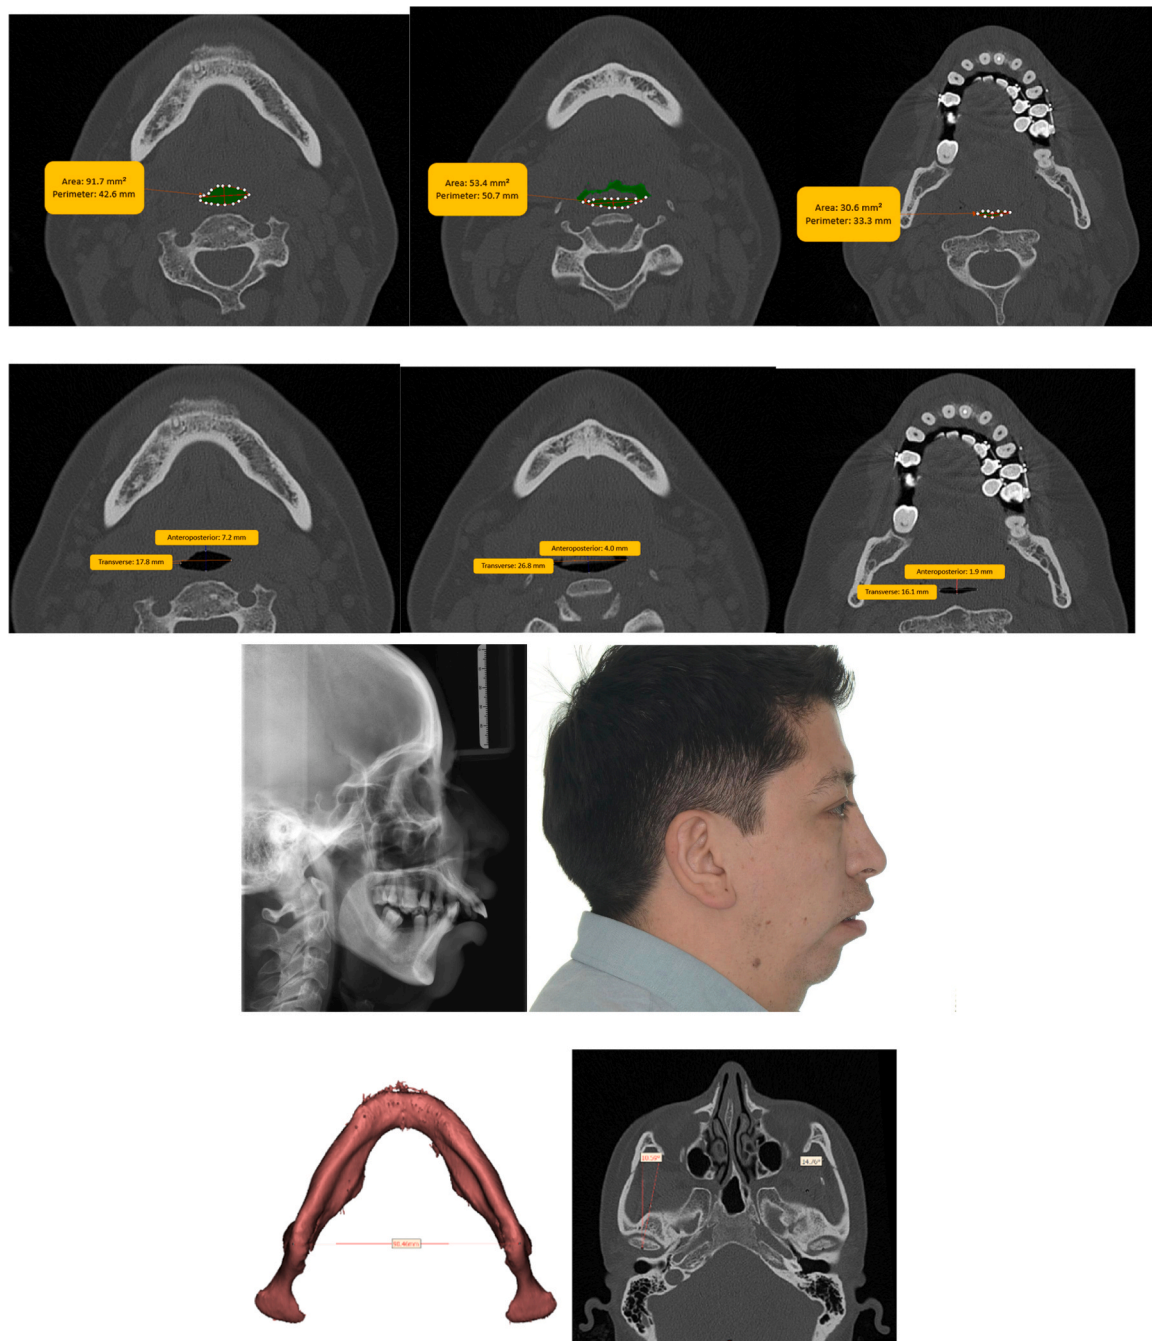 Area: 91.7 mm²
Perimeter: 42.6 mm
Area: 53.4 mm²
Perimeter: 50.7 mm
Area: 30.6 mm²
Perimeter: 33.3 mm
Anteroposterior: 7.2 mm
Transverse: 17.8 mm
Anteroposterior: 4.0 mm
Transverse: 26.8 mm
Anteroposterior: 1.9 mm
Transverse: 16.1 mm